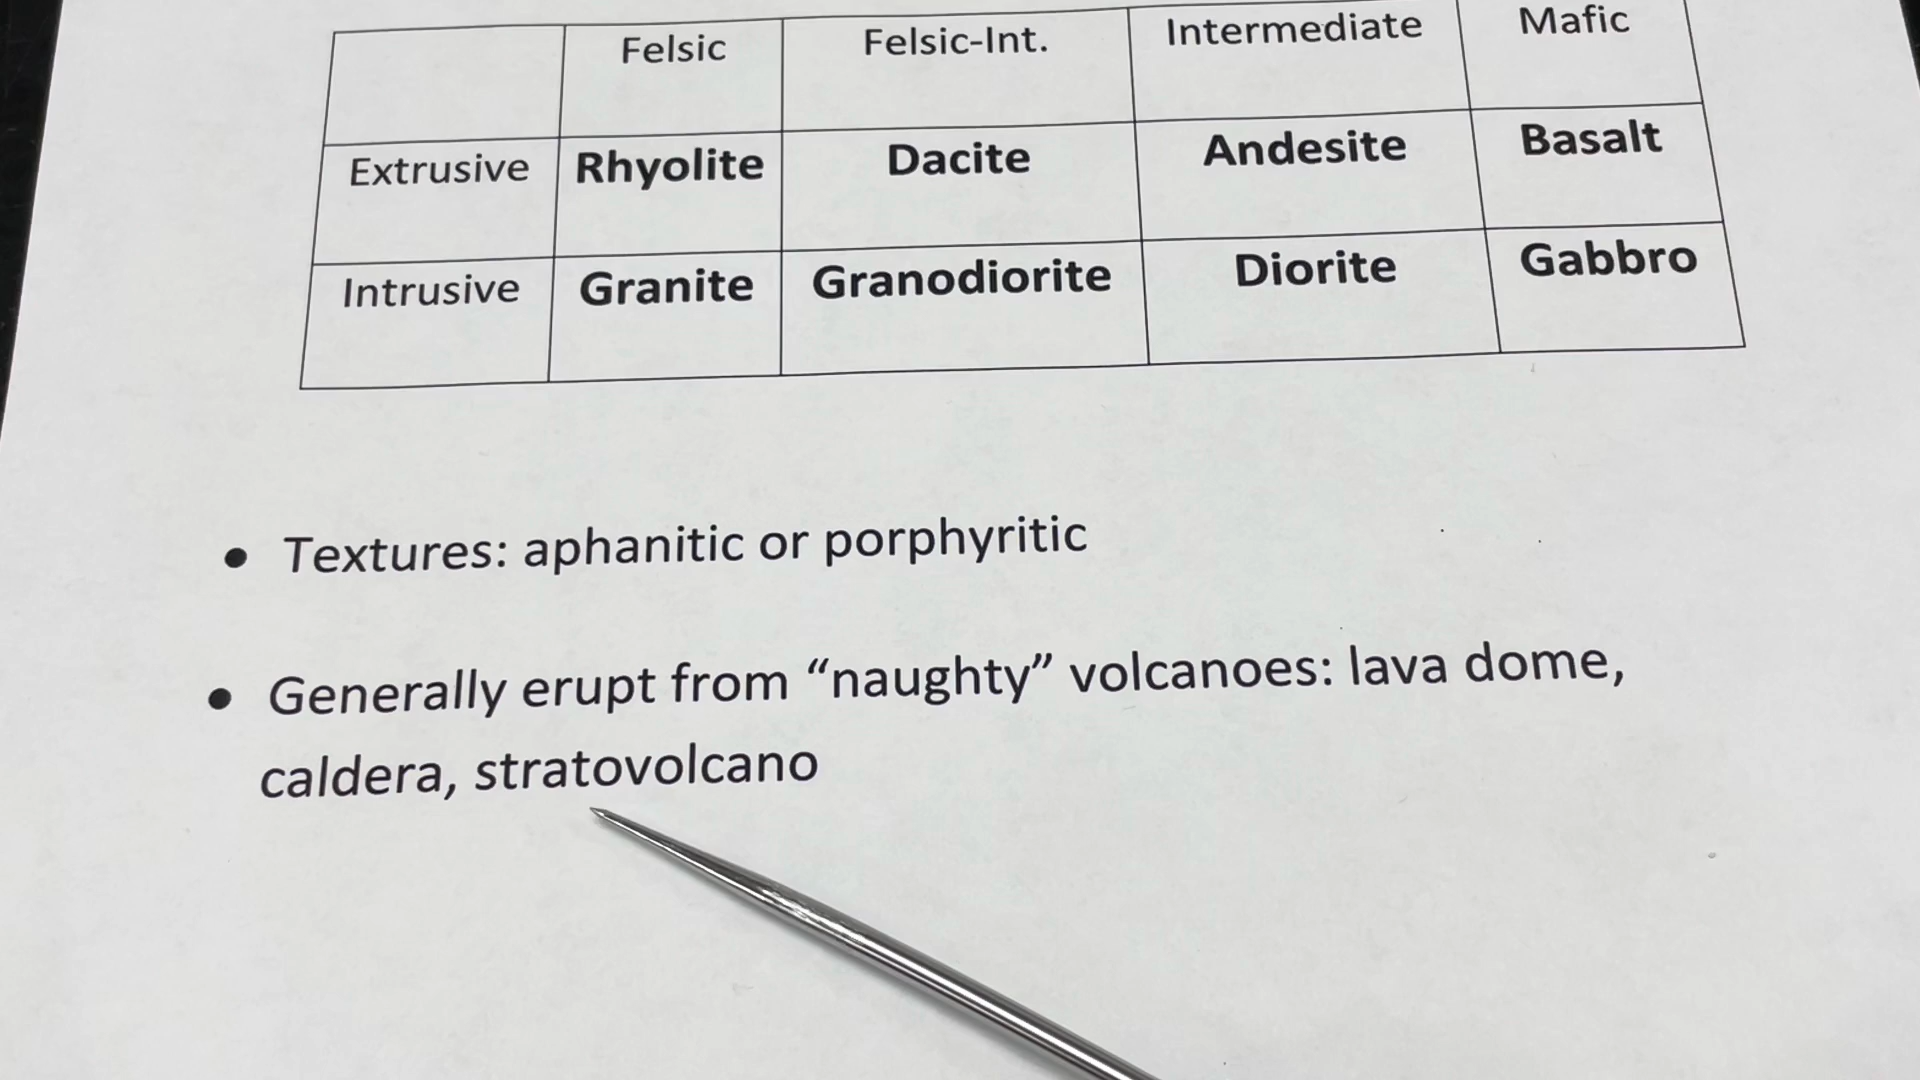 Felsic Felsic-Int. Intermediate Mafic
Extrusive Rhyolite Dacite Andesite Basalt
Intrusive Granite Granodiorite Diorite Gabbro
• Textures: aphanitic or porphyritic
• Generally erupt from “naughty” volcanoes: lava dome,
caldera, stratovolcano